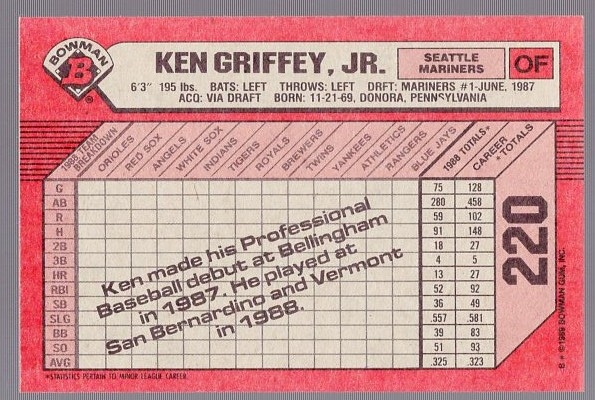 BOWMAN
B®
KEN GRIFFEY, JR.
SEATTLE
MARINERS
OF
6'3" 195 lbs. BATS: LEFT THROWS: LEFT DRFT: MARINERS #1-JUNE, 1987
ACQ: VIA DRAFT BORN: 11-21-69, DONORA, PENNSYLVANIA
1988 TEAM
BREAKDOWN
ORIOLES
RED SOX
ANGELS
WHITE SOX
INDIANS
TIGERS
ROYALS
BREWERS
TWINS
YANKEES
ATHLETICS
RANGERS
BLUE JAYS
1988 TOTALS*
CAREER
*TOTALS
G 75 128
AB 280 .458
R 59 102
H 91 148
2B 18 27
3B 4 5
HR 13 27
RBI 52 92
SB 36 49
SLG .557 .581
BB 39 83
SO 51 93
AVG .325 .323
Ken made his Professional
Baseball debut at Bellingham
in 1987. He played at
San Bernardino and Vermont
in 1988.
220
B * © 1989 BOWMAN GUM, INC.
*STATISTICS PERTAIN TO MINOR LEAGUE CAREER